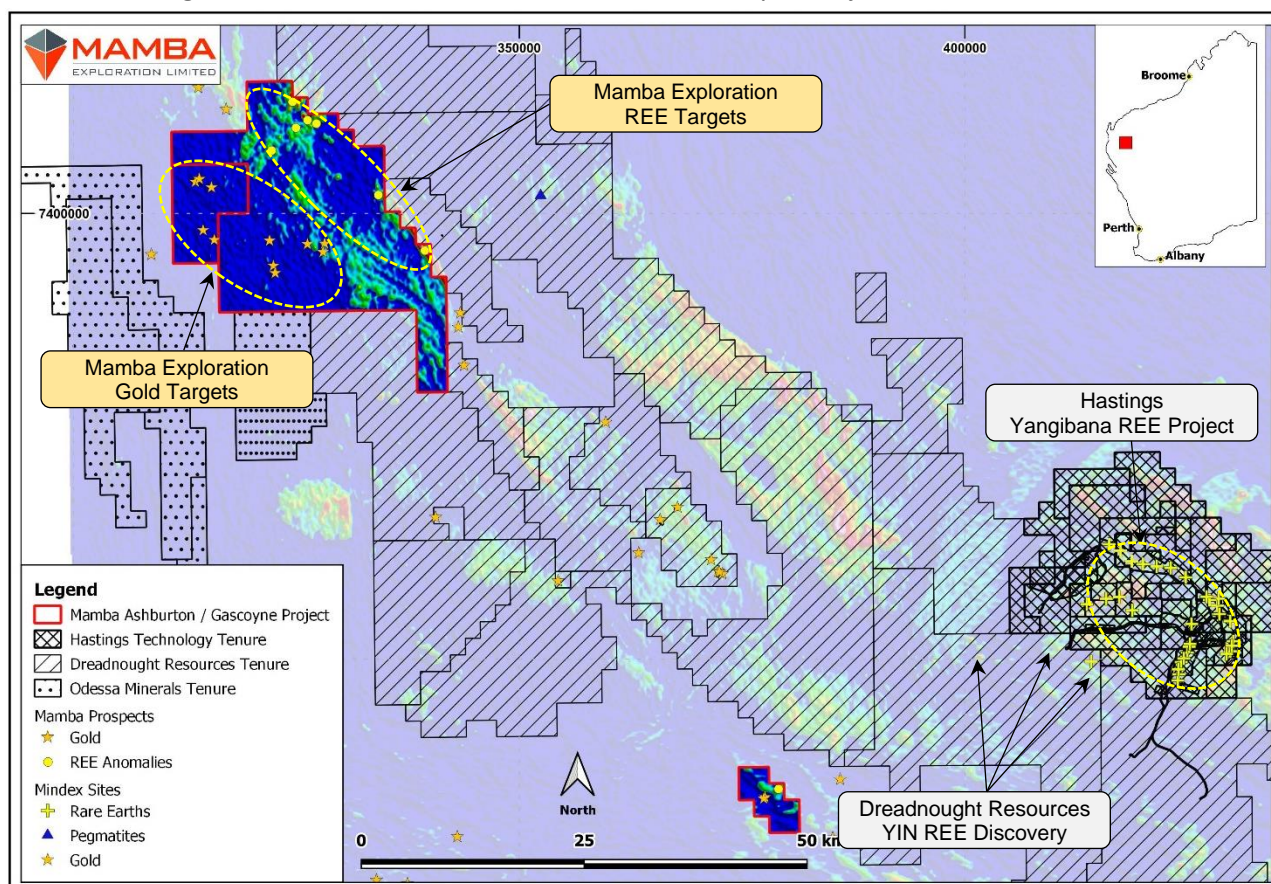 MAMBA
EXPLORATION LIMITED
350000
400000
7400000
Mamba Exploration
REE Targets
Broome
Perth
Albany
Mamba Exploration
Gold Targets
Hastings
Yangibana REE Project
Legend
Mamba Ashburton / Gascoyne Project
Hastings Technology Tenure
Dreadnought Resources Tenure
Odessa Minerals Tenure
Mamba Prospects
Gold
REE Anomalies
Mindex Sites
Rare Earths
Pegmatites
Gold
North
0
25
50 km
Dreadnought Resources
YIN REE Discovery